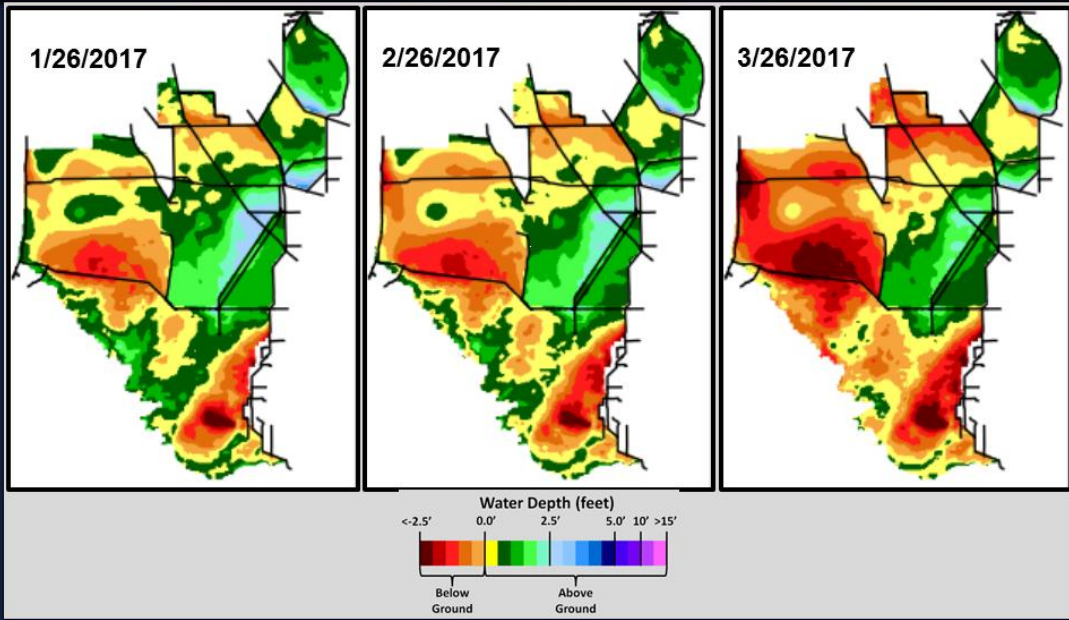 1/26/2017
2/26/2017
3/26/2017
Water Depth (feet)
<-2.5' 0.0' 2.5' 5.0' 10' >15'
Below
Ground
Above
Ground